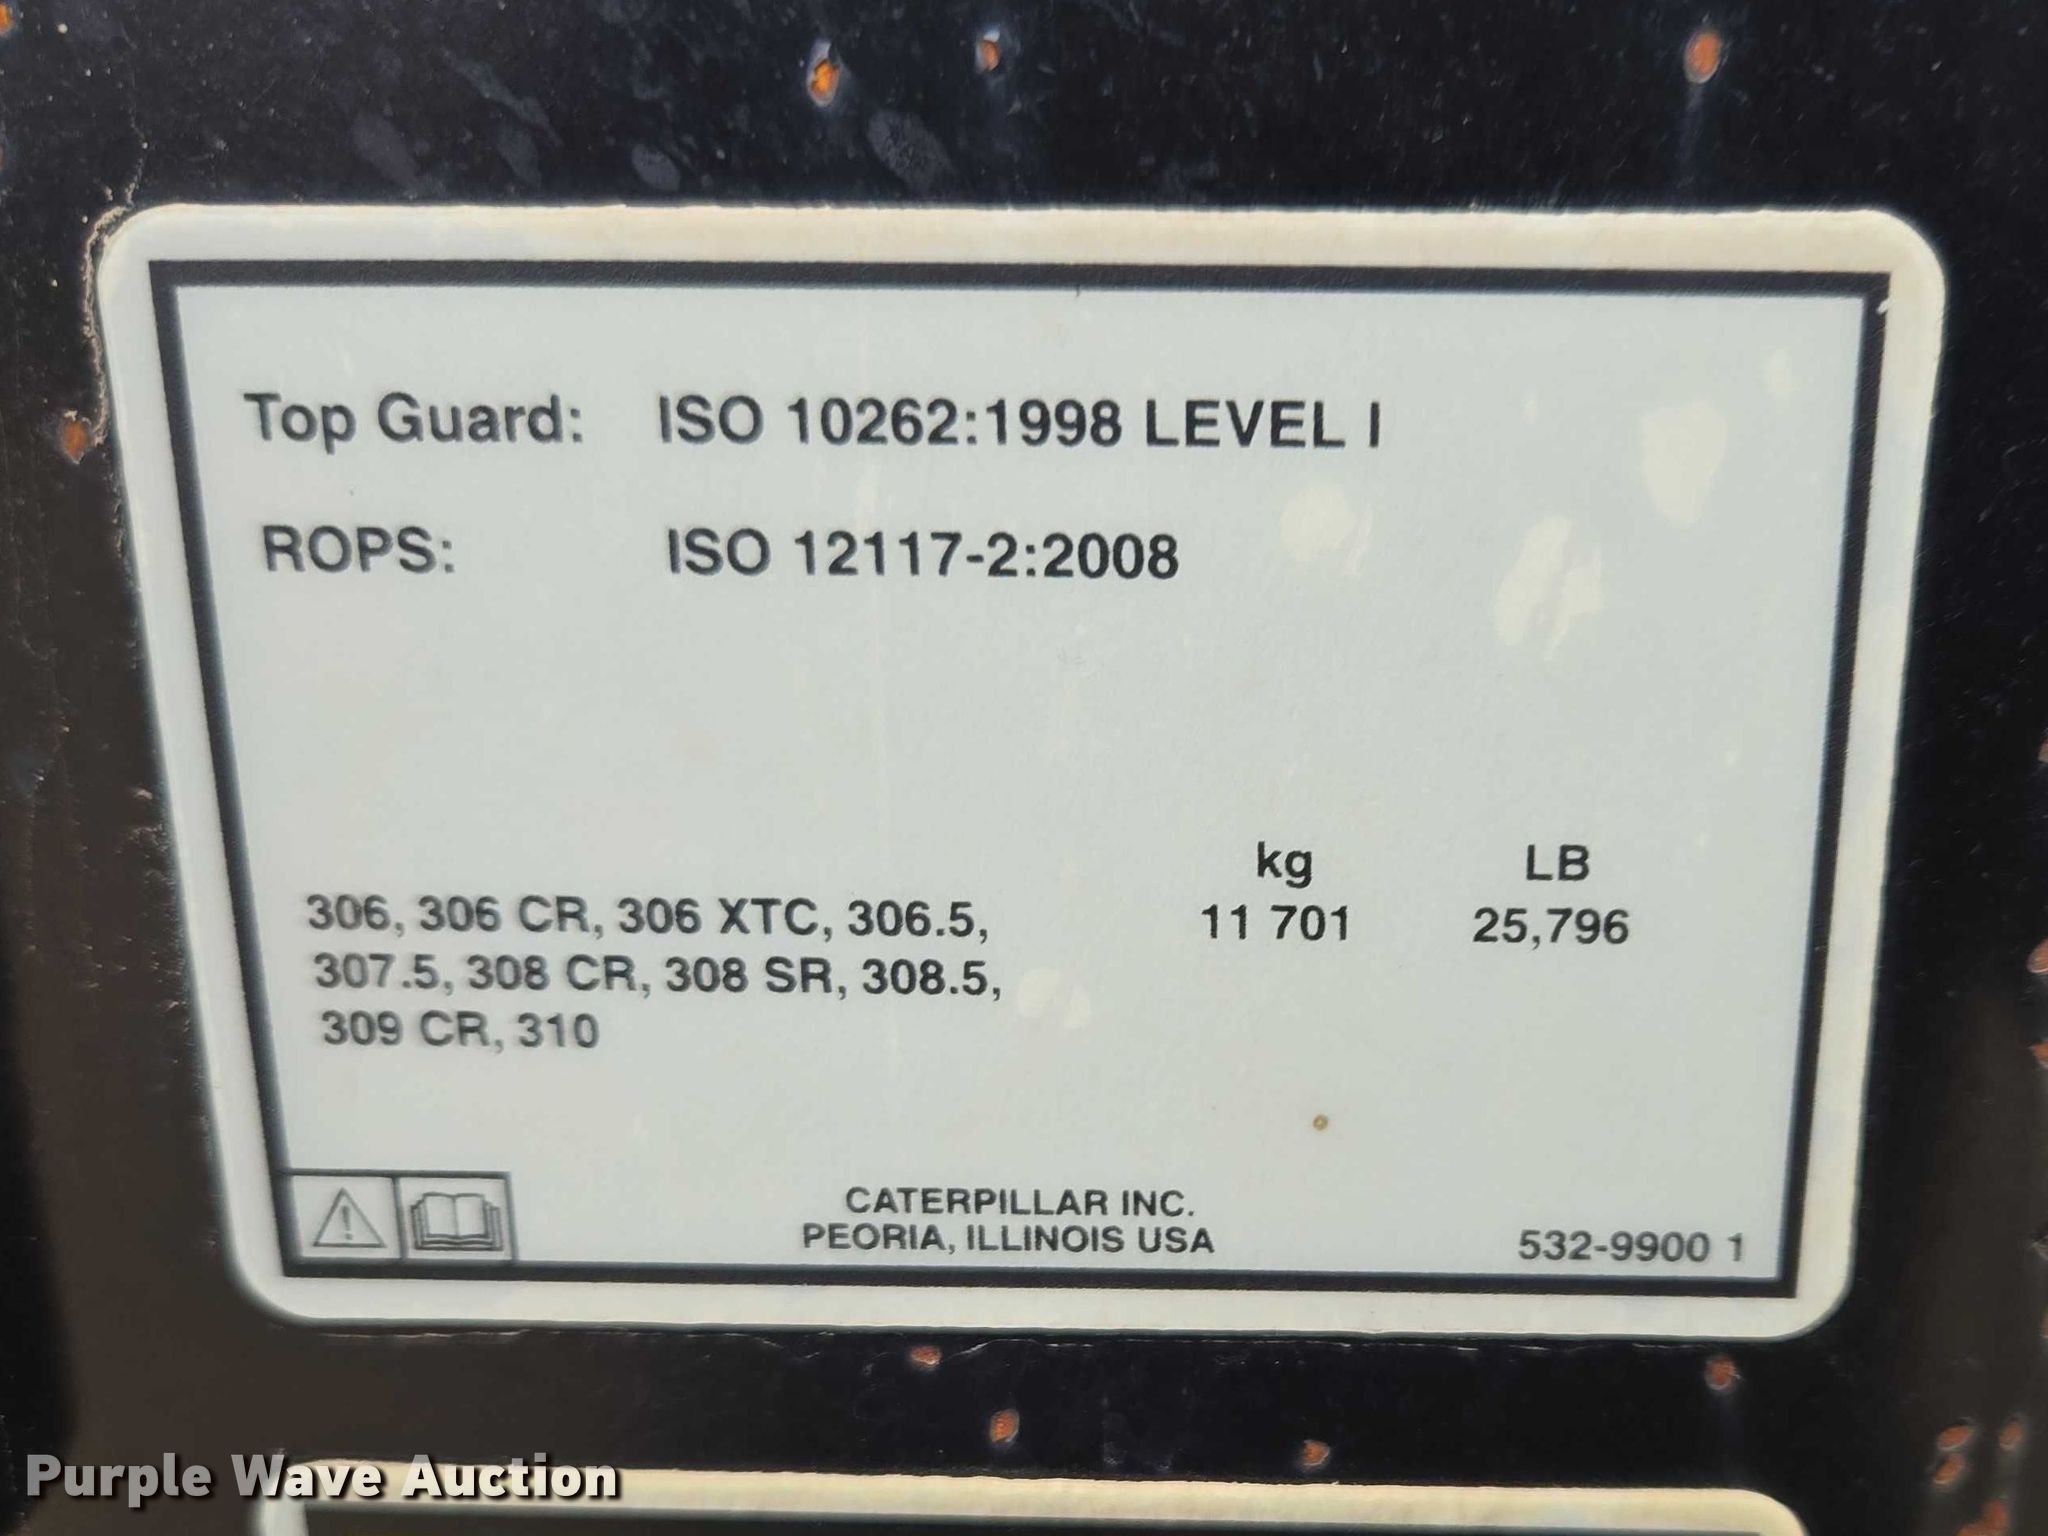 Top Guard: ISO 10262:1998 LEVEL I
ROPS: ISO 12117-2:2008
kg LB
306, 306 CR, 306 XTC, 306.5, 11 701 25,796
307.5, 308 CR, 308 SR, 308.5,
309 CR, 310
CATERPILLAR INC.
PEORIA, ILLINOIS USA
532-9900 1
Purple Wave Auction